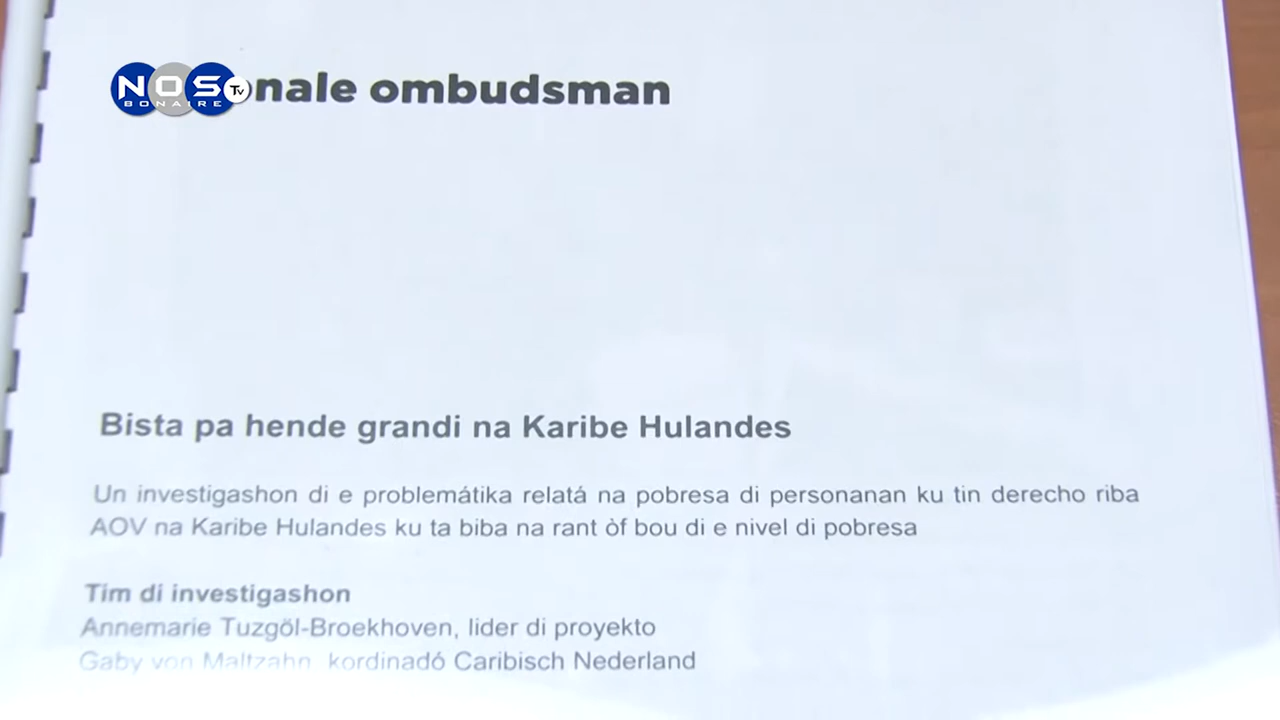 NOS TV
BONAIRE
nale ombudsman
Bista pa hende grandi na Karibe Hulandes
Un investigashon di e problemátika relatá na pobresa di personanan ku tin derecho riba
AOV na Karibe Hulandes ku ta biba na rant òf bou di e nivel di pobresa
Tim di investigashon
Annemarie Tuzgöl-Broekhoven, lider di proyekto
Gaby von Maltzahn kordinadó Caribisch Nederland